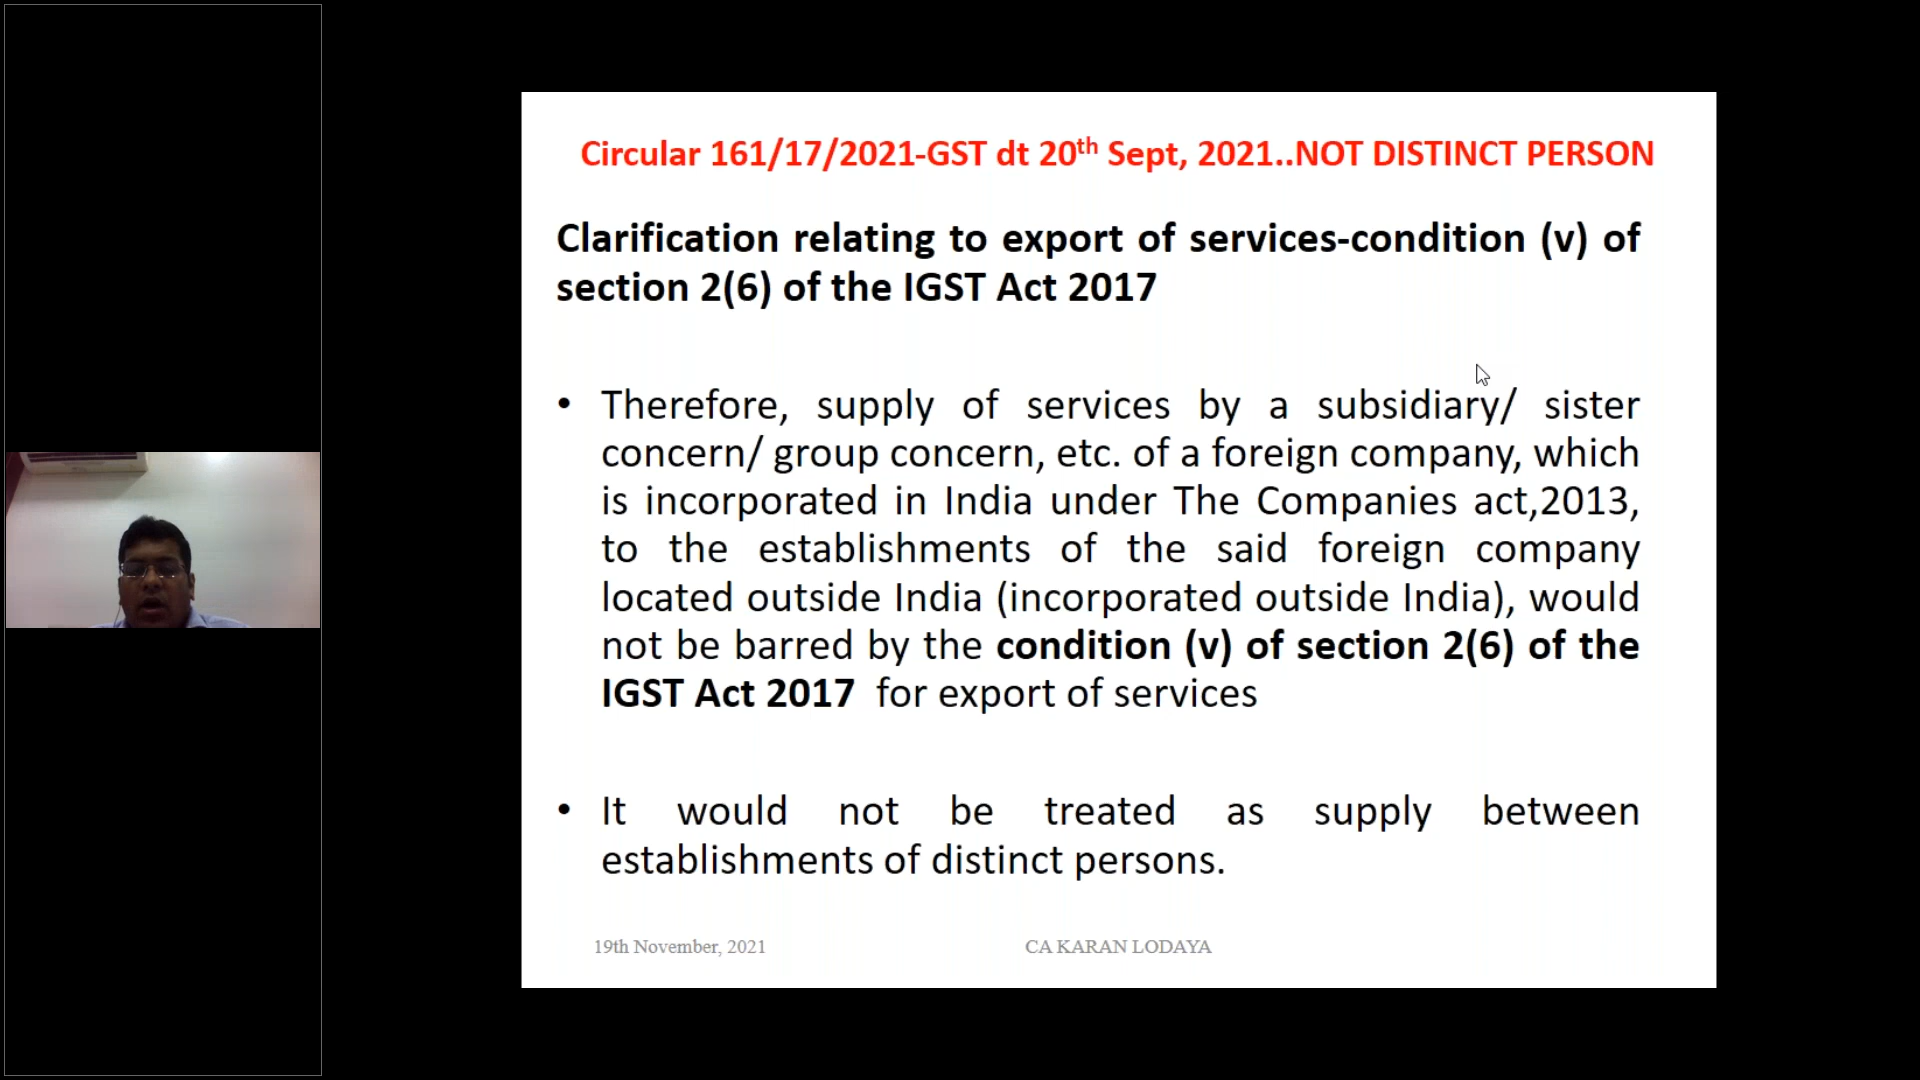 Circular 161/17/2021-GST dt 20th Sept, 2021..NOT DISTINCT PERSON
Clarification relating to export of services-condition (v) of
section 2(6) of the IGST Act 2017
• Therefore, supply of services by a subsidiary/ sister
concern/ group concern, etc. of a foreign company, which
is incorporated in India under The Companies act,2013,
to the establishments of the said foreign company
located outside India (incorporated outside India), would
not be barred by the condition (v) of section 2(6) of the
IGST Act 2017 for export of services
• It would not be treated as supply between
establishments of distinct persons.
19th November, 2021 CA KARAN LODAYA